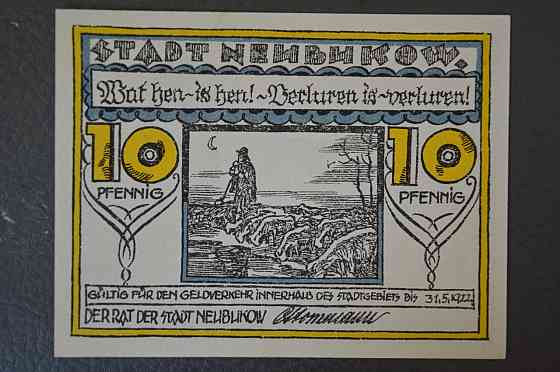 STADT NEUBUKOW.
Wat hen-is hen! - Verluren is-verluren!
10 10
PFENNIG PFENNIG
GÜLTIG FÜR DEN GELDVERKEHR INNERHALB DES STADTGEBIETS BIS 31.5.1922
DER RAT DER STADT NEUBUKOW